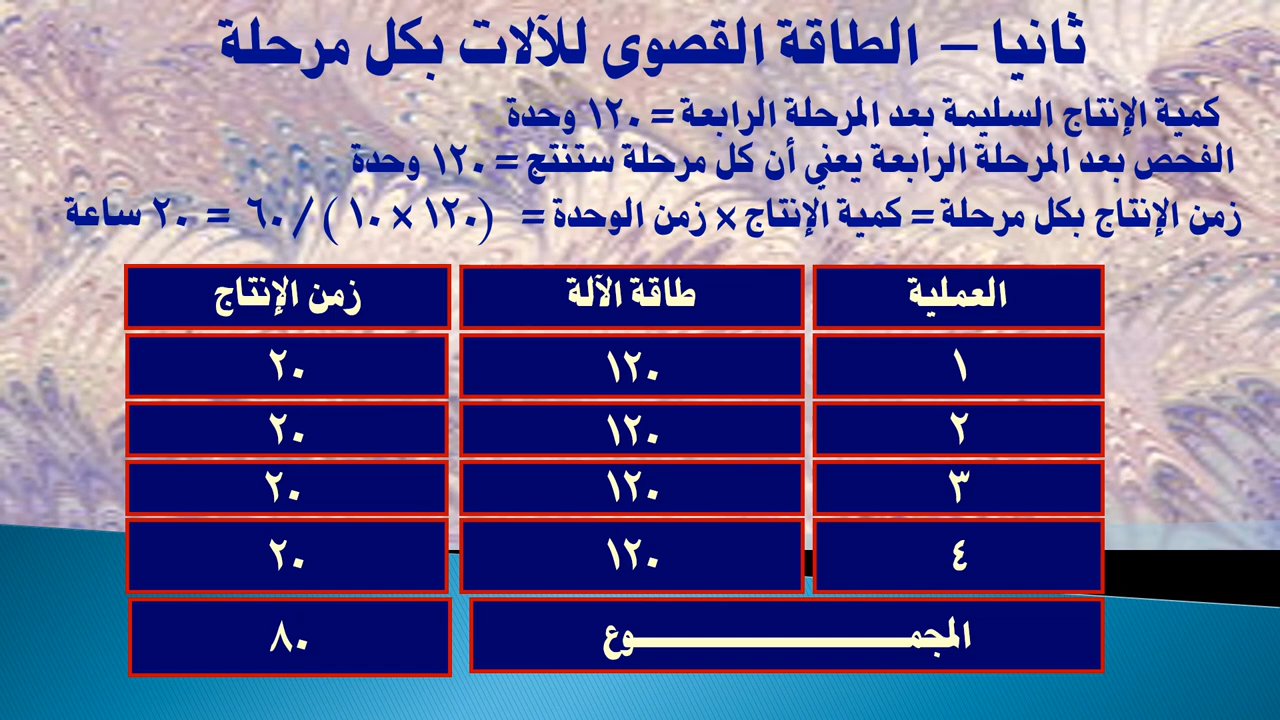 ثانيا – الطاقة القصوى للآلات بكل مرحلة
كمية الإنتاج السليمة بعد المرحلة الرابعة = ١٢٠ وحدة
الفحص بعد المرحلة الرابعة يعني أن كل مرحلة ستنتج = ١٢٠ وحدة
زمن الإنتاج بكل مرحلة = كمية الإنتاج × زمن الوحدة = (١٢٠ × ١٠ ) / ٦٠ = ٢٠ ساعة
العملية طاقة الآلة زمن الإنتاج
١ ١٢٠ ٢٠
٢ ١٢٠ ٢٠
٣ ١٢٠ ٢٠
٤ ١٢٠ ٢٠
المجمـــــــــــــــــــــــوع ٨٠